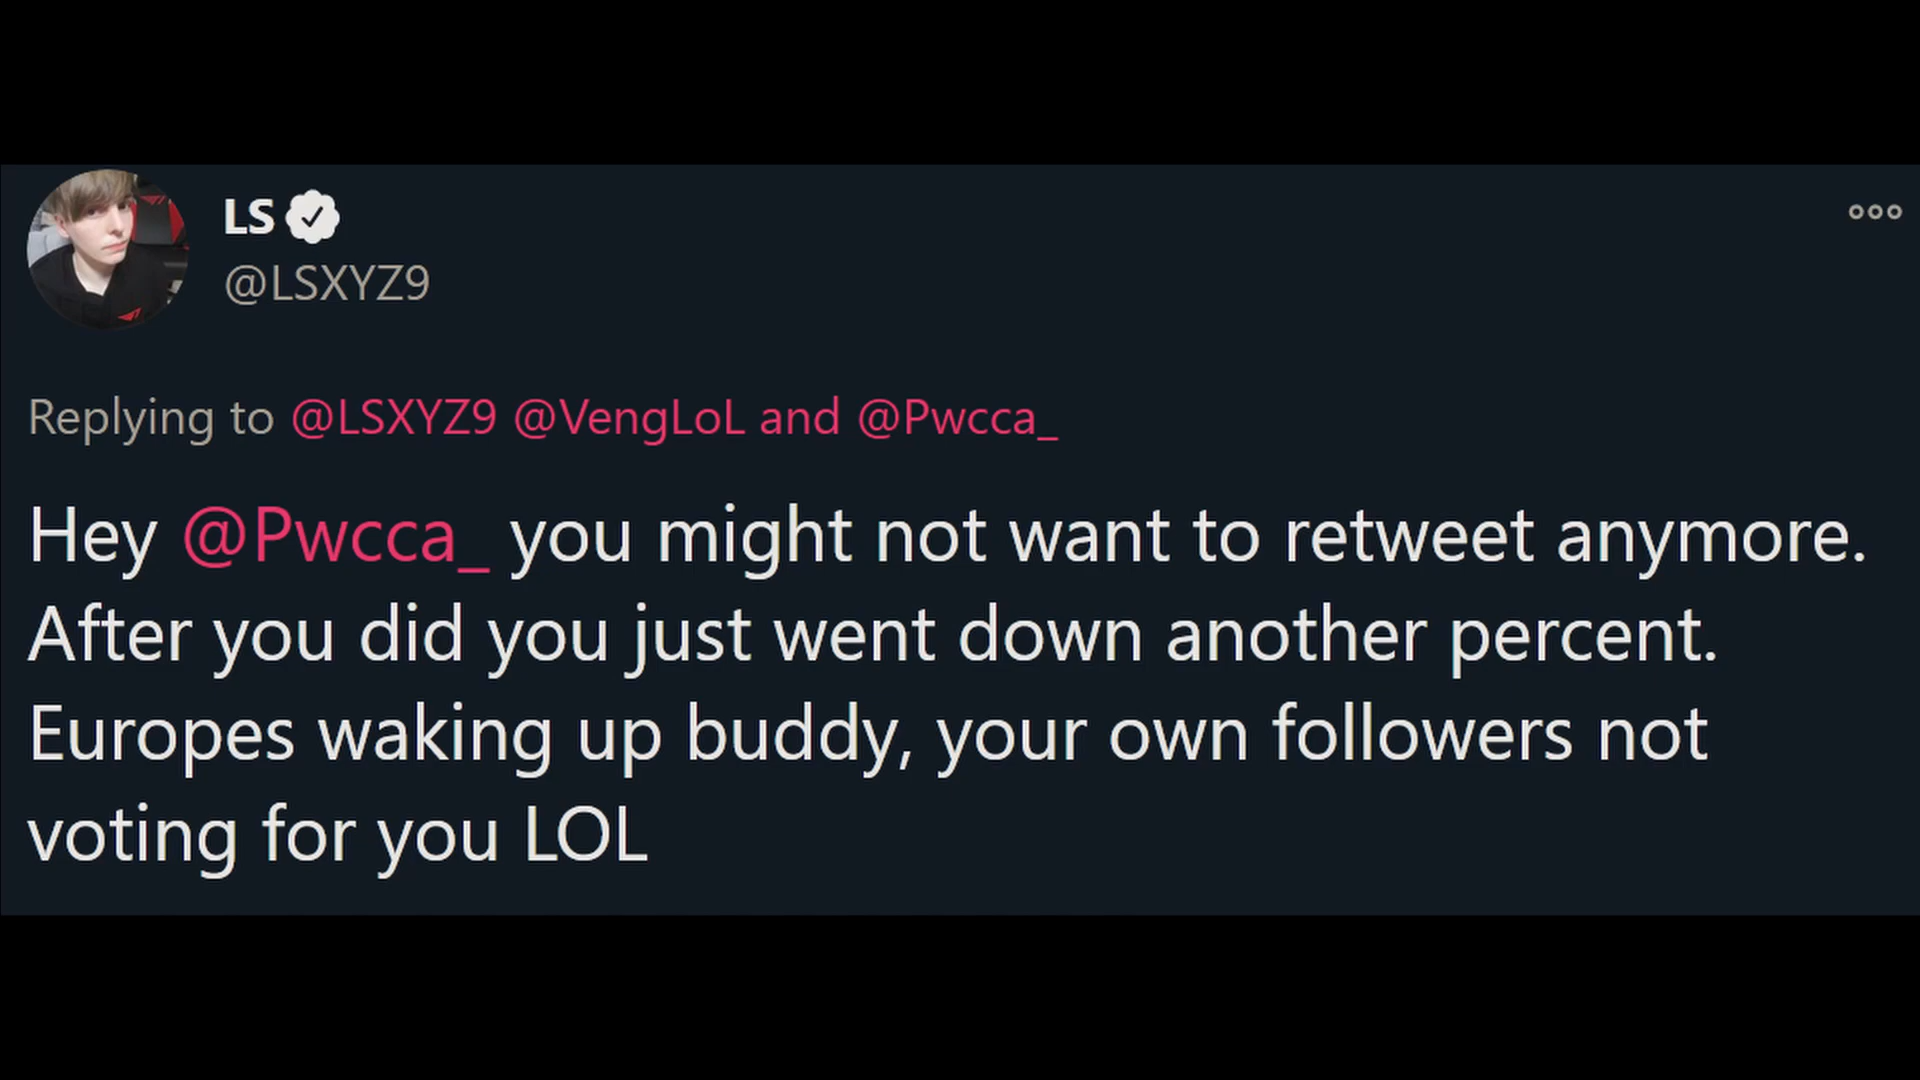 LS
@LSXYZ9
Replying to @LSXYZ9 @VengLoL and @Pwcca_
Hey @Pwcca_ you might not want to retweet anymore.
After you did you just went down another percent.
Europes waking up buddy, your own followers not
voting for you LOL